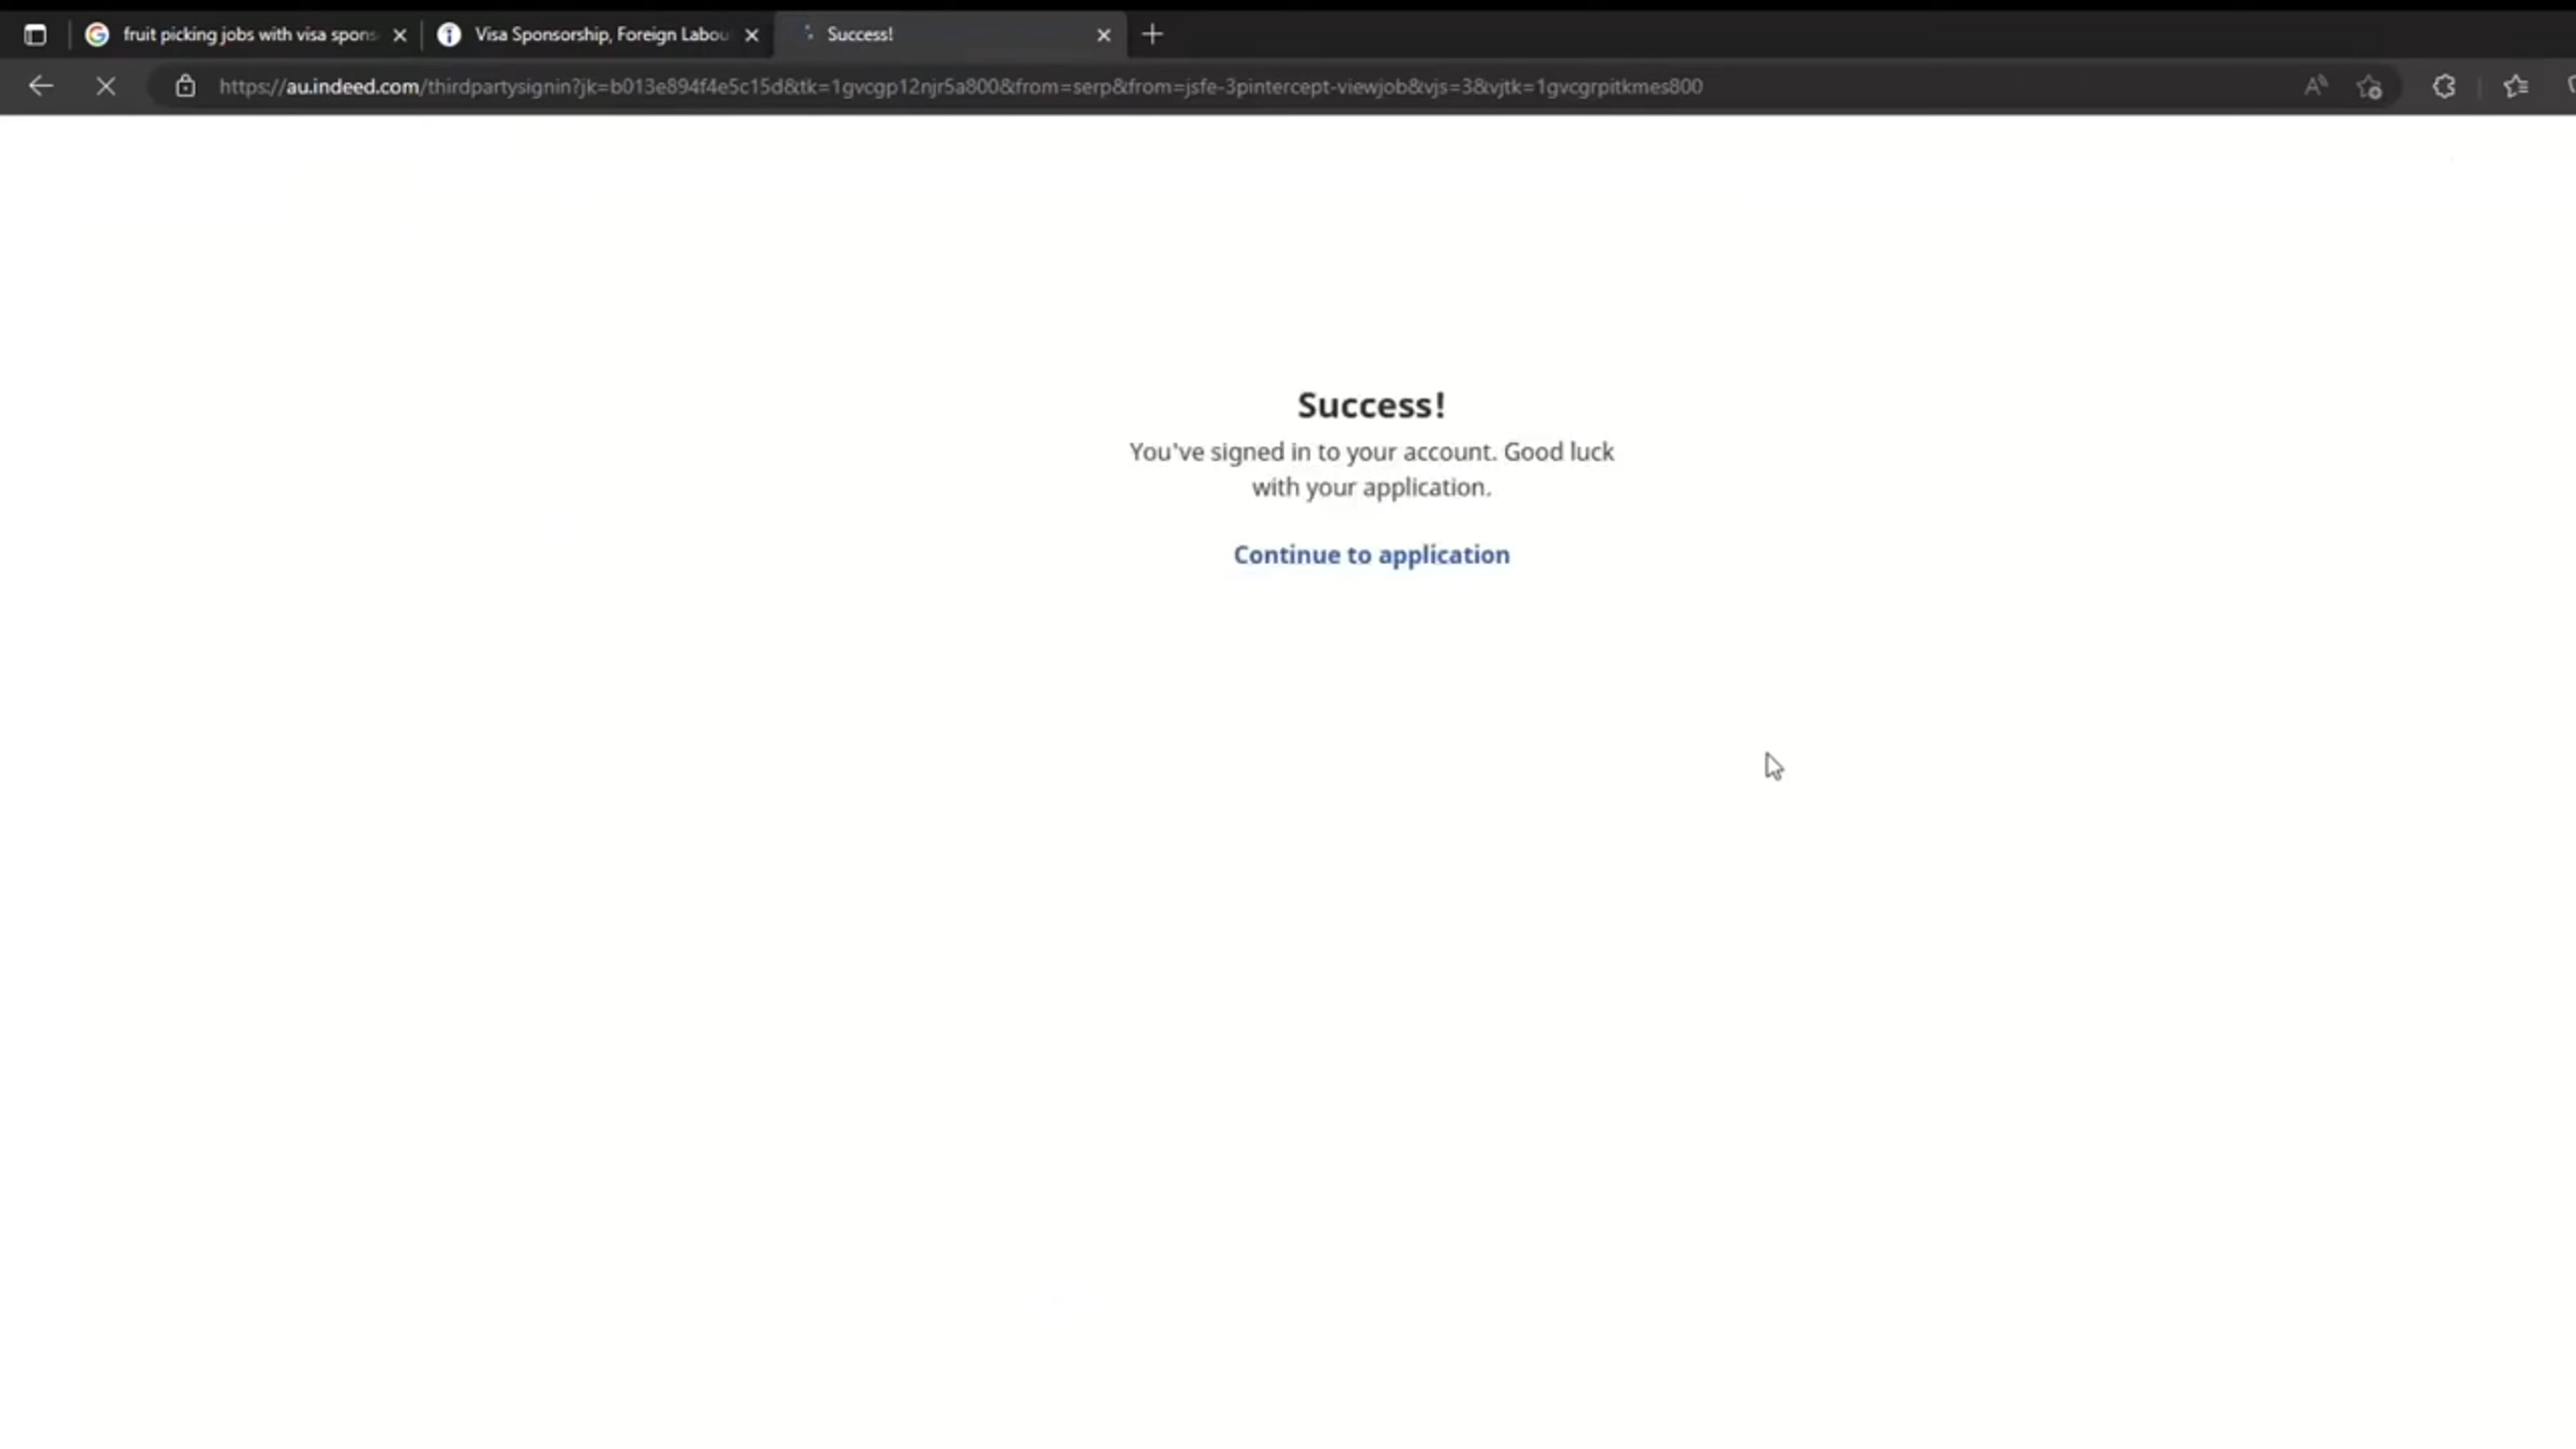 fruit picking jobs with visa spons
Visa Sponsorship, Foreign Labou
Success!
https://au.indeed.com/thirdpartysignin?jk=b013e894f4e5c15d&tk=1gvcgp12njr5a800&from=serp&from=jsfe-3pintercept-viewjob&vjs=3&vjtk=1gvcgrpitkmes800
Success!
You've signed in to your account. Good luck
with your application.
Continue to application